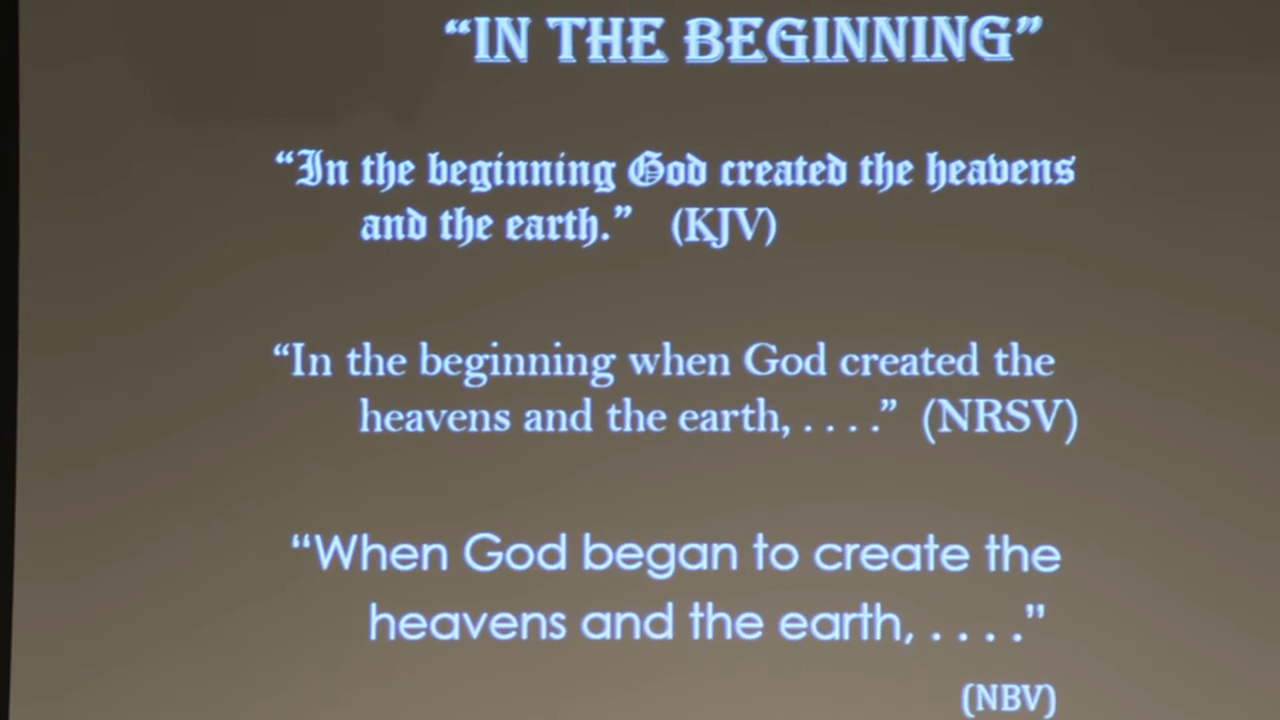 “IN THE BEGINNING”
“In the beginning God created the heavens
and the earth.” (KJV)
“In the beginning when God created the
heavens and the earth, . . . .” (NRSV)
“When God began to create the
heavens and the earth, . . . .”
(NBV)